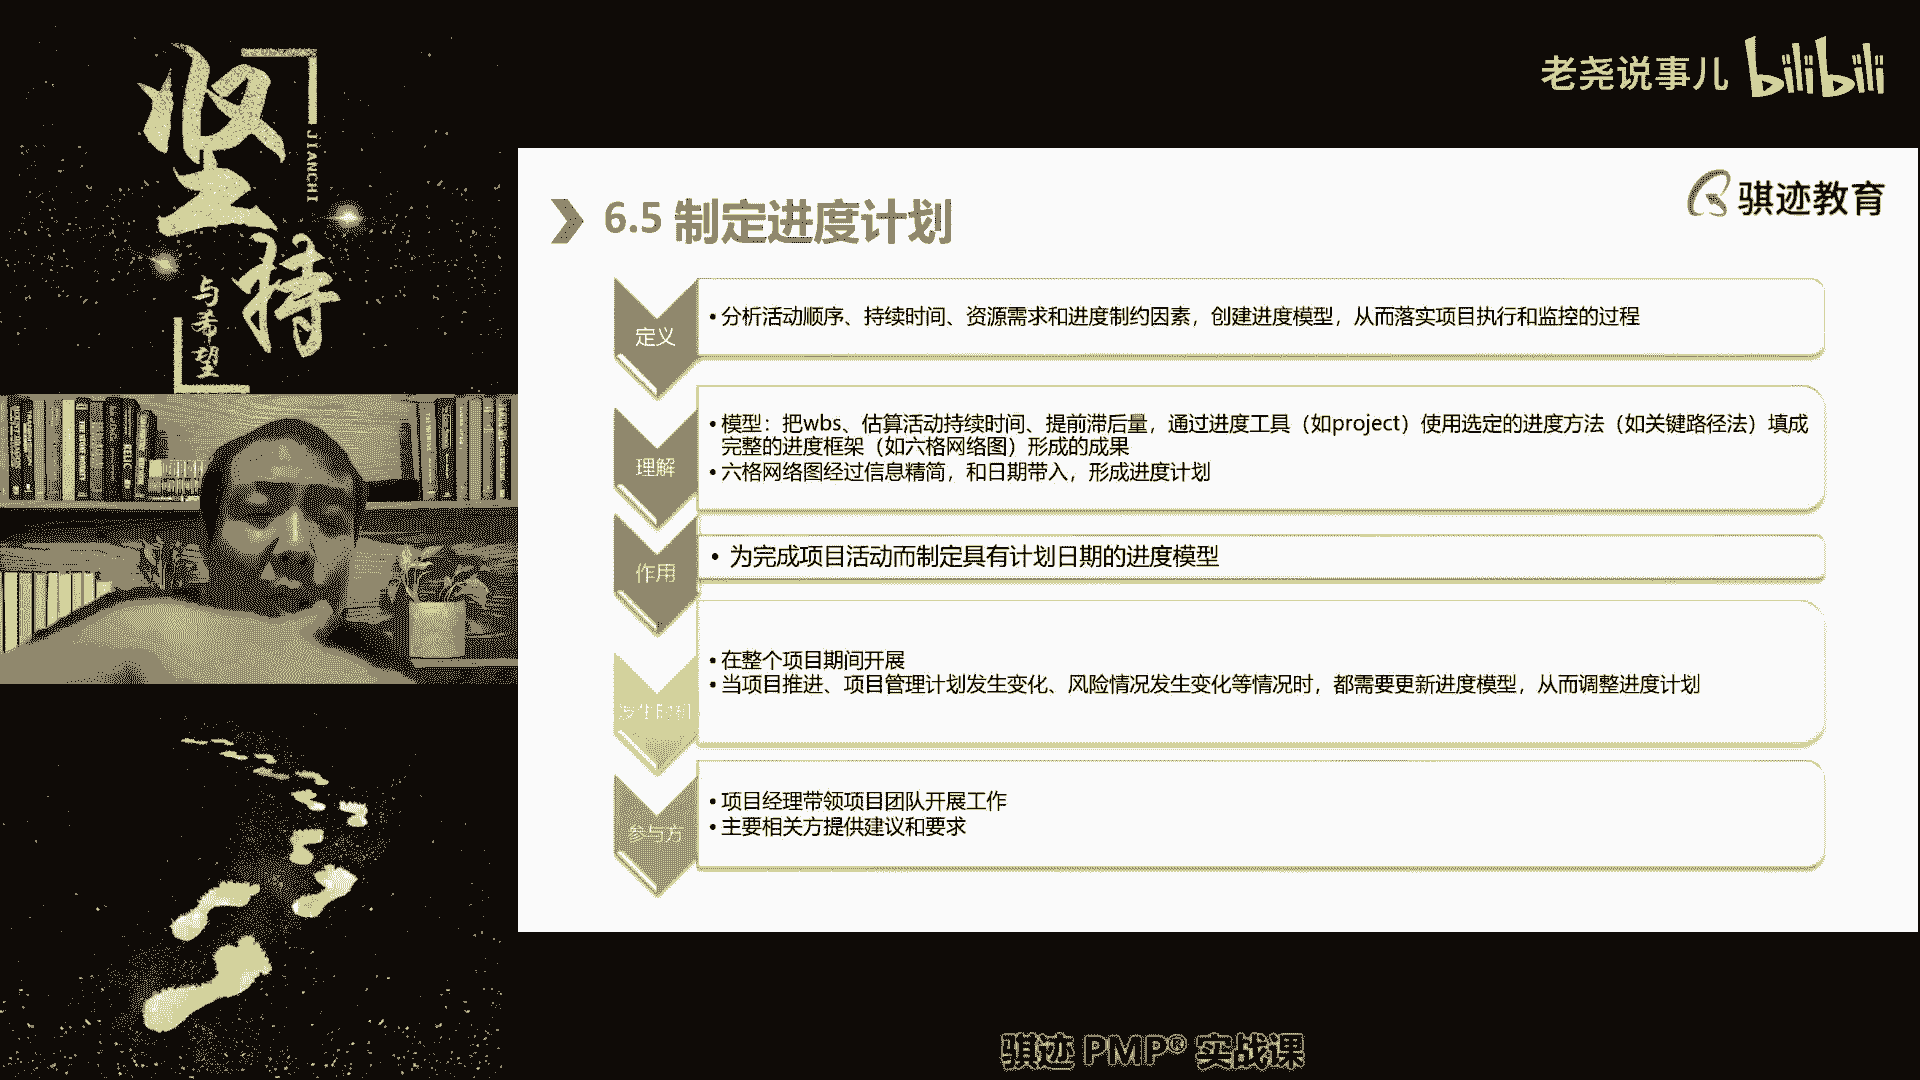 坚持
JIANCHI
与希望
老尧说事儿 bilibili
骐迹教育
6.5 制定进度计划
定义
• 分析活动顺序、持续时间、资源需求和进度制约因素，创建进度模型，从而落实项目执行和监控的过程
理解
• 模型：把wbs、估算活动持续时间、提前滞后量，通过进度工具（如project）使用选定的进度方法（如关键路径法）填成
完整的进度框架（如六格网络图）形成的成果
• 六格网络图经过信息精简，和日期带入，形成进度计划
作用
• 为完成项目活动而制定具有计划日期的进度模型
发生时机
• 在整个项目期间开展
• 当项目推进、项目管理计划发生变化、风险情况发生变化等情况时，都需要更新进度模型，从而调整进度计划
参与方
• 项目经理带领项目团队开展工作
• 主要相关方提供建议和要求
骐迹 PMP® 实战课